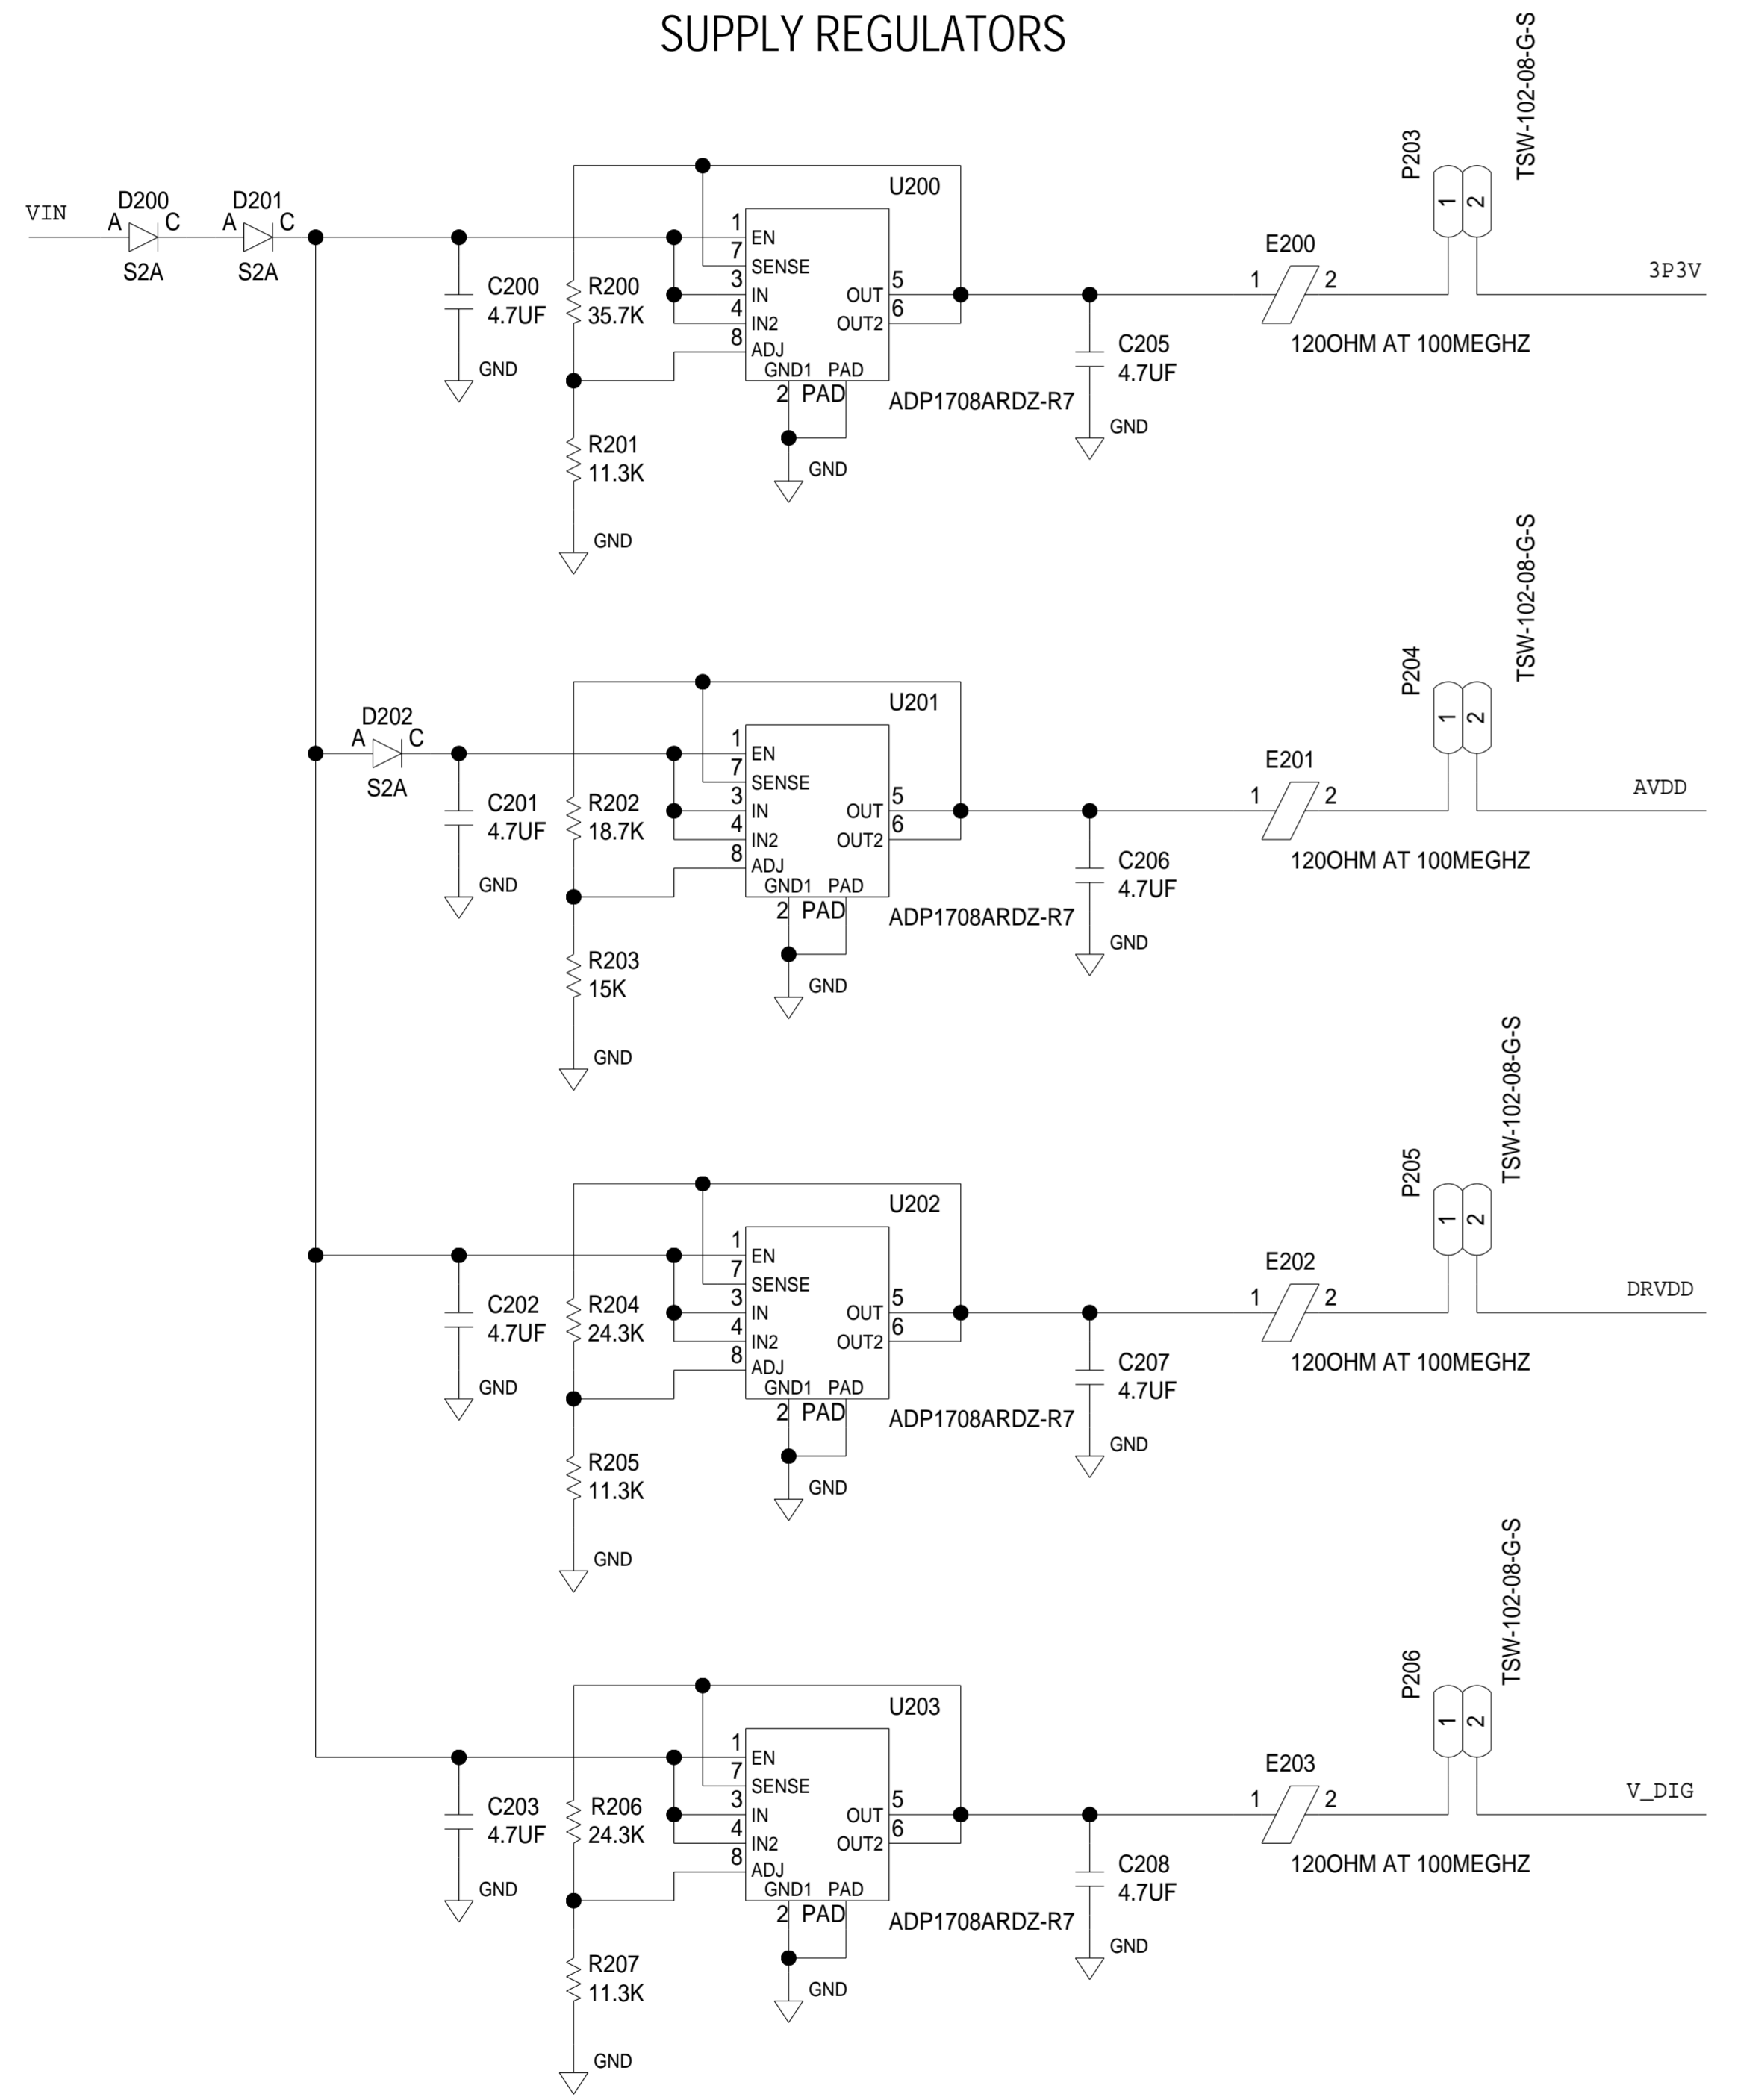 SUPPLY REGULATORS
VIN
D200
A C
S2A
D201
A C
S2A
C200
4.7UF
GND
R200
35.7K
R201
11.3K
GND
U200
1 EN
7 SENSE
3 IN
4 IN2
8 ADJ
OUT 5
OUT2 6
GND1 PAD
2 PAD
ADP1708ARDZ-R7
GND
C205
4.7UF
GND
E200
1 2
120OHM AT 100MEGHZ
P203
1 2
TSW-102-08-G-S
3P3V
D202
A C
S2A
C201
4.7UF
GND
R202
18.7K
R203
15K
GND
U201
1 EN
7 SENSE
3 IN
4 IN2
8 ADJ
OUT 5
OUT2 6
GND1 PAD
2 PAD
ADP1708ARDZ-R7
GND
C206
4.7UF
GND
E201
1 2
120OHM AT 100MEGHZ
P204
1 2
TSW-102-08-G-S
AVDD
C202
4.7UF
GND
R204
24.3K
R205
11.3K
GND
U202
1 EN
7 SENSE
3 IN
4 IN2
8 ADJ
OUT 5
OUT2 6
GND1 PAD
2 PAD
ADP1708ARDZ-R7
GND
C207
4.7UF
GND
E202
1 2
120OHM AT 100MEGHZ
P205
1 2
TSW-102-08-G-S
DRVDD
C203
4.7UF
GND
R206
24.3K
R207
11.3K
GND
U203
1 EN
7 SENSE
3 IN
4 IN2
8 ADJ
OUT 5
OUT2 6
GND1 PAD
2 PAD
ADP1708ARDZ-R7
GND
C208
4.7UF
GND
E203
1 2
120OHM AT 100MEGHZ
P206
1 2
TSW-102-08-G-S
V_DIG